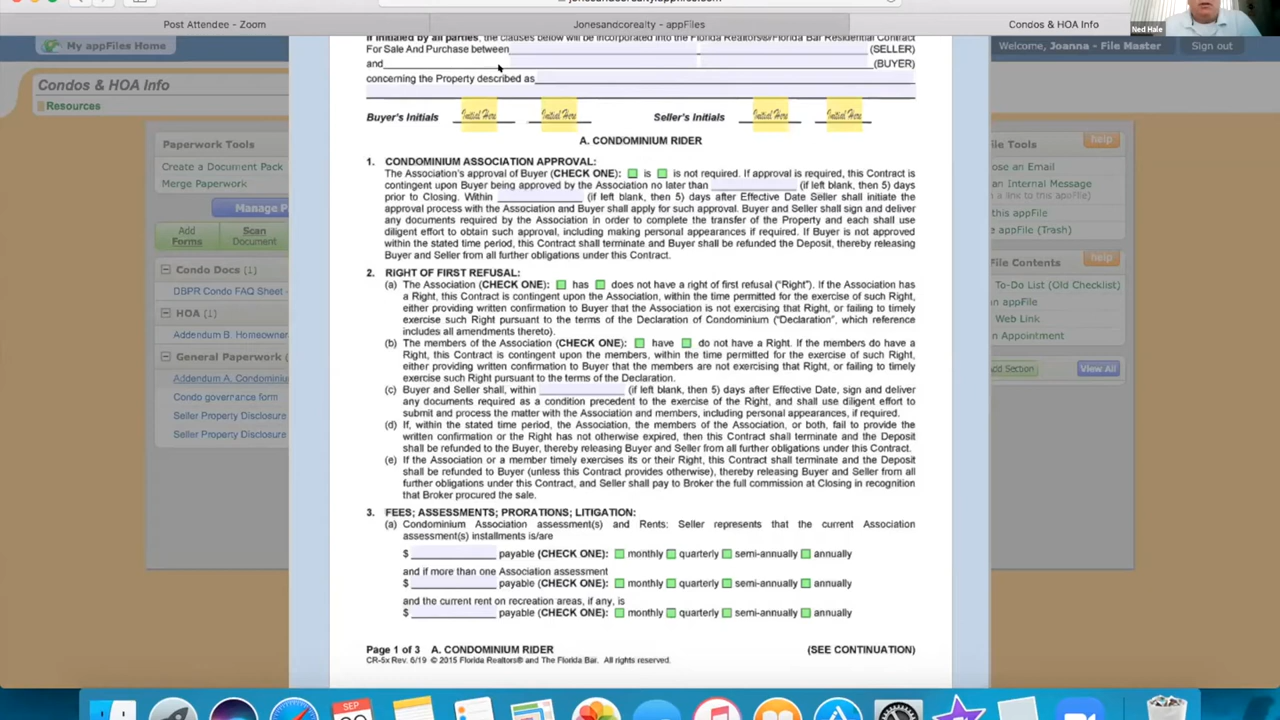 jonesandcorealty.appfiles.com
Post Attendee - Zoom
Jonesandcorealty - appFiles
Condos & HOA Info
Ned Hale
My appFiles Home
Welcome, Joanna - File Master
Sign out
Condos & HOA Info
Resources
Paperwork Tools
Create a Document Pack
Merge Paperwork
Manage Pa
Add
Forms
Scan
Document
Condo Docs (1)
DBPR Condo FAQ Sheet -
HOA (1)
Addendum B. Homeowner
General Paperwork
Addendum A. Condominiu
Condo governance form
Seller Property Disclosure
Seller Property Disclosure
If initialed by all parties, the clauses below will be incorporated into the Florida Realtors®/Florida Bar Residential Contract
For Sale And Purchase between (SELLER)
and (BUYER)
concerning the Property described as
Buyer's Initials Initial Here Initial Here Seller's Initials Initial Here Initial Here
A. CONDOMINIUM RIDER
1. CONDOMINIUM ASSOCIATION APPROVAL:
The Association's approval of Buyer (CHECK ONE): is is not required. If approval is required, this Contract is
contingent upon Buyer being approved by the Association no later than (if left blank, then 5) days
prior to Closing. Within (if left blank, then 5) days after Effective Date Seller shall initiate the
approval process with the Association and Buyer shall apply for such approval. Buyer and Seller shall sign and deliver
any documents required by the Association in order to complete the transfer of the Property and each shall use
diligent effort to obtain such approval, including making personal appearances if required. If Buyer is not approved
within the stated time period, this Contract shall terminate and Buyer shall be refunded the Deposit, thereby releasing
Buyer and Seller from all further obligations under this Contract.
2. RIGHT OF FIRST REFUSAL:
(a) The Association (CHECK ONE): has does not have a right of first refusal ("Right"). If the Association has
a Right, this Contract is contingent upon the Association, within the time permitted for the exercise of such Right,
either providing written confirmation to Buyer that the Association is not exercising that Right, or failing to timely
exercise such Right pursuant to the terms of the Declaration of Condominium ("Declaration", which reference
includes all amendments thereto).
(b) The members of the Association (CHECK ONE): have do not have a Right. If the members do have a
Right, this Contract is contingent upon the members, within the time permitted for the exercise of such Right,
either providing written confirmation to Buyer that the members are not exercising that Right, or failing to timely
exercise such Right pursuant to the terms of the Declaration.
(c) Buyer and Seller shall, within (if left blank, then 5) days after Effective Date, sign and deliver
any documents required as a condition precedent to the exercise of the Right, and shall use diligent effort to
submit and process the matter with the Association and members, including personal appearances, if required.
(d) If, within the stated time period, the Association, the members of the Association, or both, fail to provide the
written confirmation or the Right has not otherwise expired, then this Contract shall terminate and the Deposit
shall be refunded to Buyer, thereby releasing Buyer and Seller from all further obligations under this Contract.
(e) If the Association or a member timely exercises its or their Right, this Contract shall terminate and the Deposit
shall be refunded to Buyer (unless this Contract provides otherwise), thereby releasing Buyer and Seller from all
further obligations under this Contract, and Seller shall pay to Broker the full commission at Closing in recognition
that Broker procured the sale.
3. FEES; ASSESSMENTS; PRORATIONS; LITIGATION:
(a) Condominium Association assessment(s) and Rents: Seller represents that the current Association
assessment(s) installments is/are
$ payable (CHECK ONE): monthly quarterly semi-annually annually
and if more than one Association assessment
$ payable (CHECK ONE): monthly quarterly semi-annually annually
and the current rent on recreation areas, if any, is
$ payable (CHECK ONE): monthly quarterly semi-annually annually
Page 1 of 3 A. CONDOMINIUM RIDER (SEE CONTINUATION)
CR-5x Rev. 6/19 © 2015 Florida Realtors® and The Florida Bar. All rights reserved.
ile Tools
help
e an Email
an Internal Message
a link to this appFile)
this appFile
e appFile (Trash)
File Contents
help
To-Do List (Old Checklist)
an appFile
Web Link
Appointment
Add Section
View All
SEP